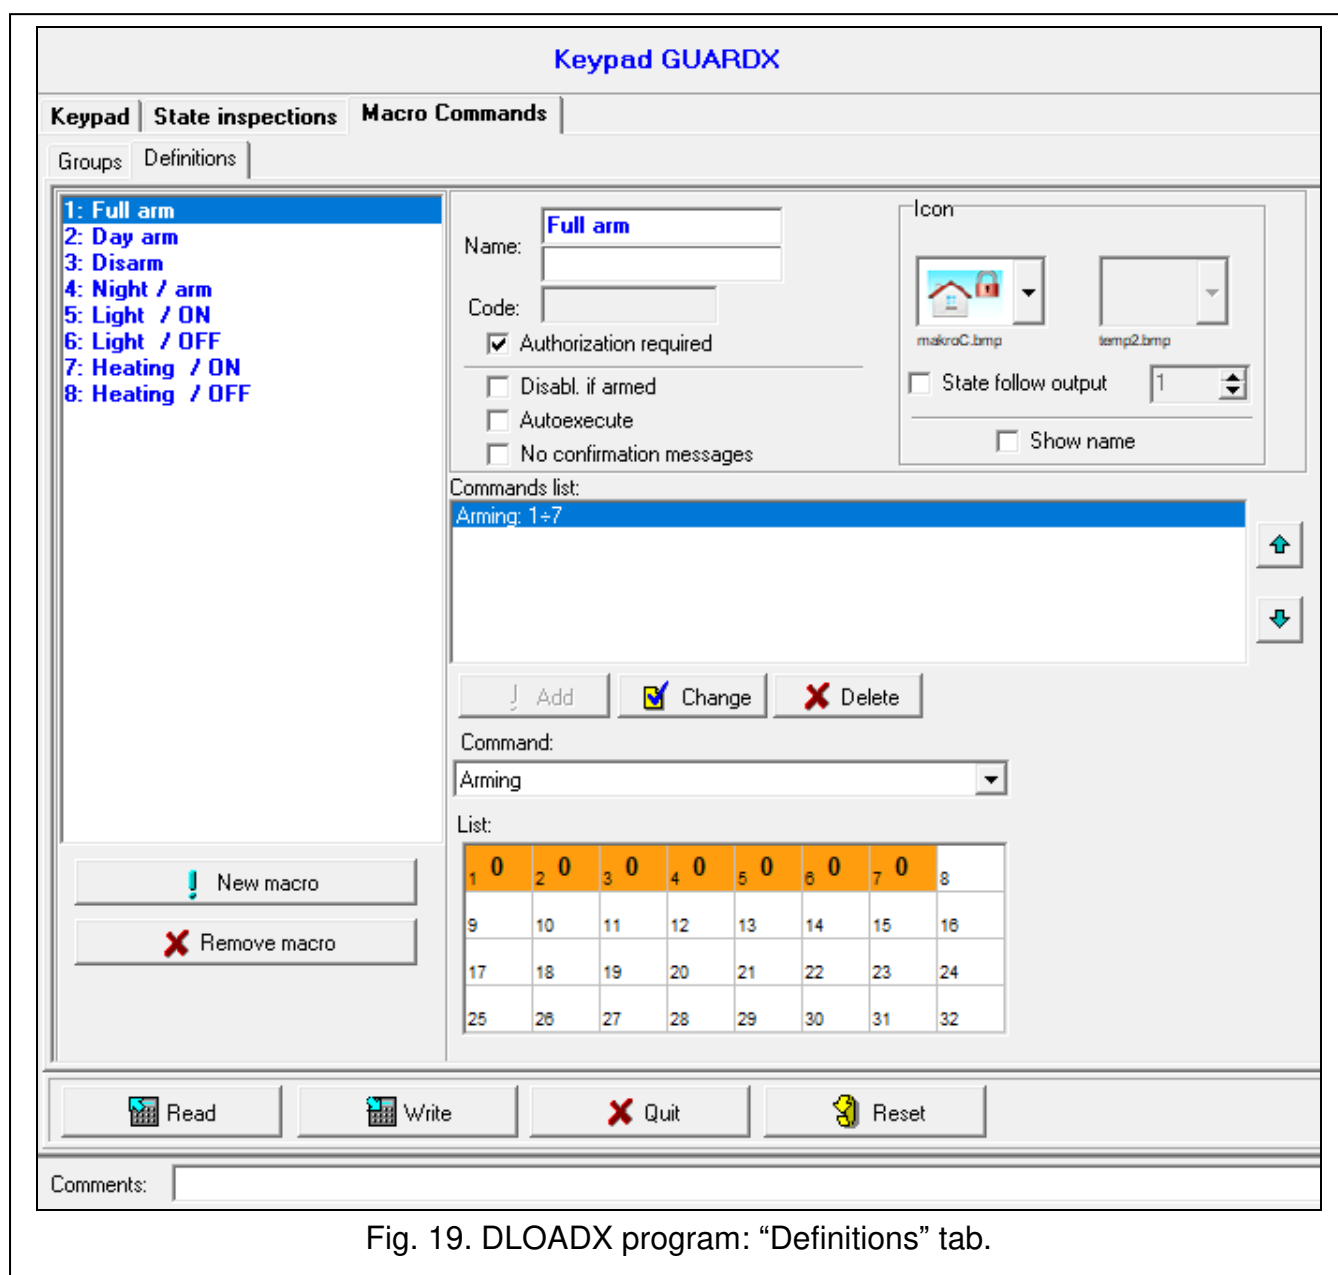 Keypad GUARDX
Keypad State inspections Macro Commands
Groups Definitions
1: Full arm
2: Day arm
3: Disarm
4: Night / arm
5: Light / ON
6: Light / OFF
7: Heating / ON
8: Heating / OFF
New macro
Remove macro
Name: Full arm
Code:
Authorization required
Disabl. if armed
Autoexecute
No confirmation messages
Icon
makroC.bmp temp2.bmp
State follow output 1
Show name
Commands list:
Arming: 1÷7
Add Change Delete
Command:
Arming
List:
1 0 2 0 3 0 4 0 5 0 6 0 7 0 8
9 10 11 12 13 14 15 16
17 18 19 20 21 22 23 24
25 26 27 28 29 30 31 32
Read Write Quit Reset
Comments:
Fig. 19. DLOADX program: “Definitions” tab.